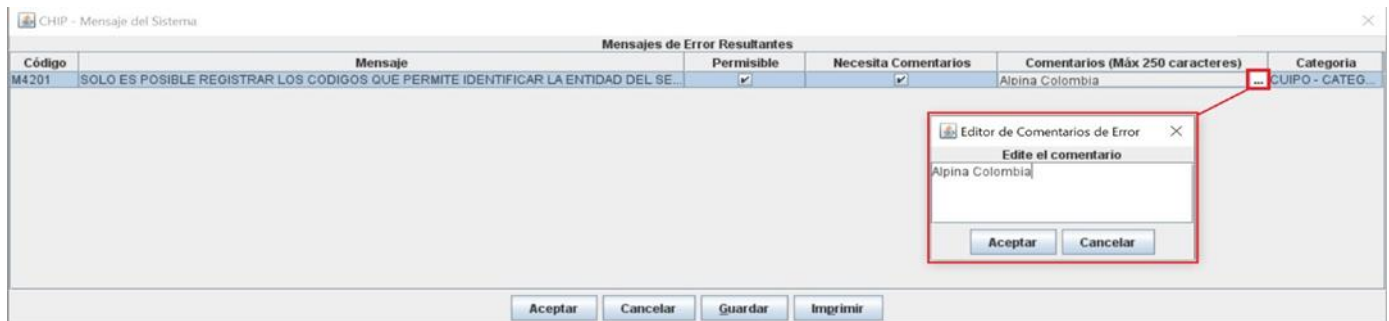 CHIP - Mensaje del Sistema
Mensajes de Error Resultantes
Código Mensaje Permisible Necesita Comentarios Comentarios (Máx 250 caracteres) Categoria
M4201 SOLO ES POSIBLE REGISTRAR LOS CODIGOS QUE PERMITE IDENTIFICAR LA ENTIDAD DEL SE... Alpina Colombia ... CUIPO - CATEG...
Editor de Comentarios de Error
Edite el comentario
Alpina Colombia
Aceptar Cancelar
Aceptar Cancelar Guardar Imprimir